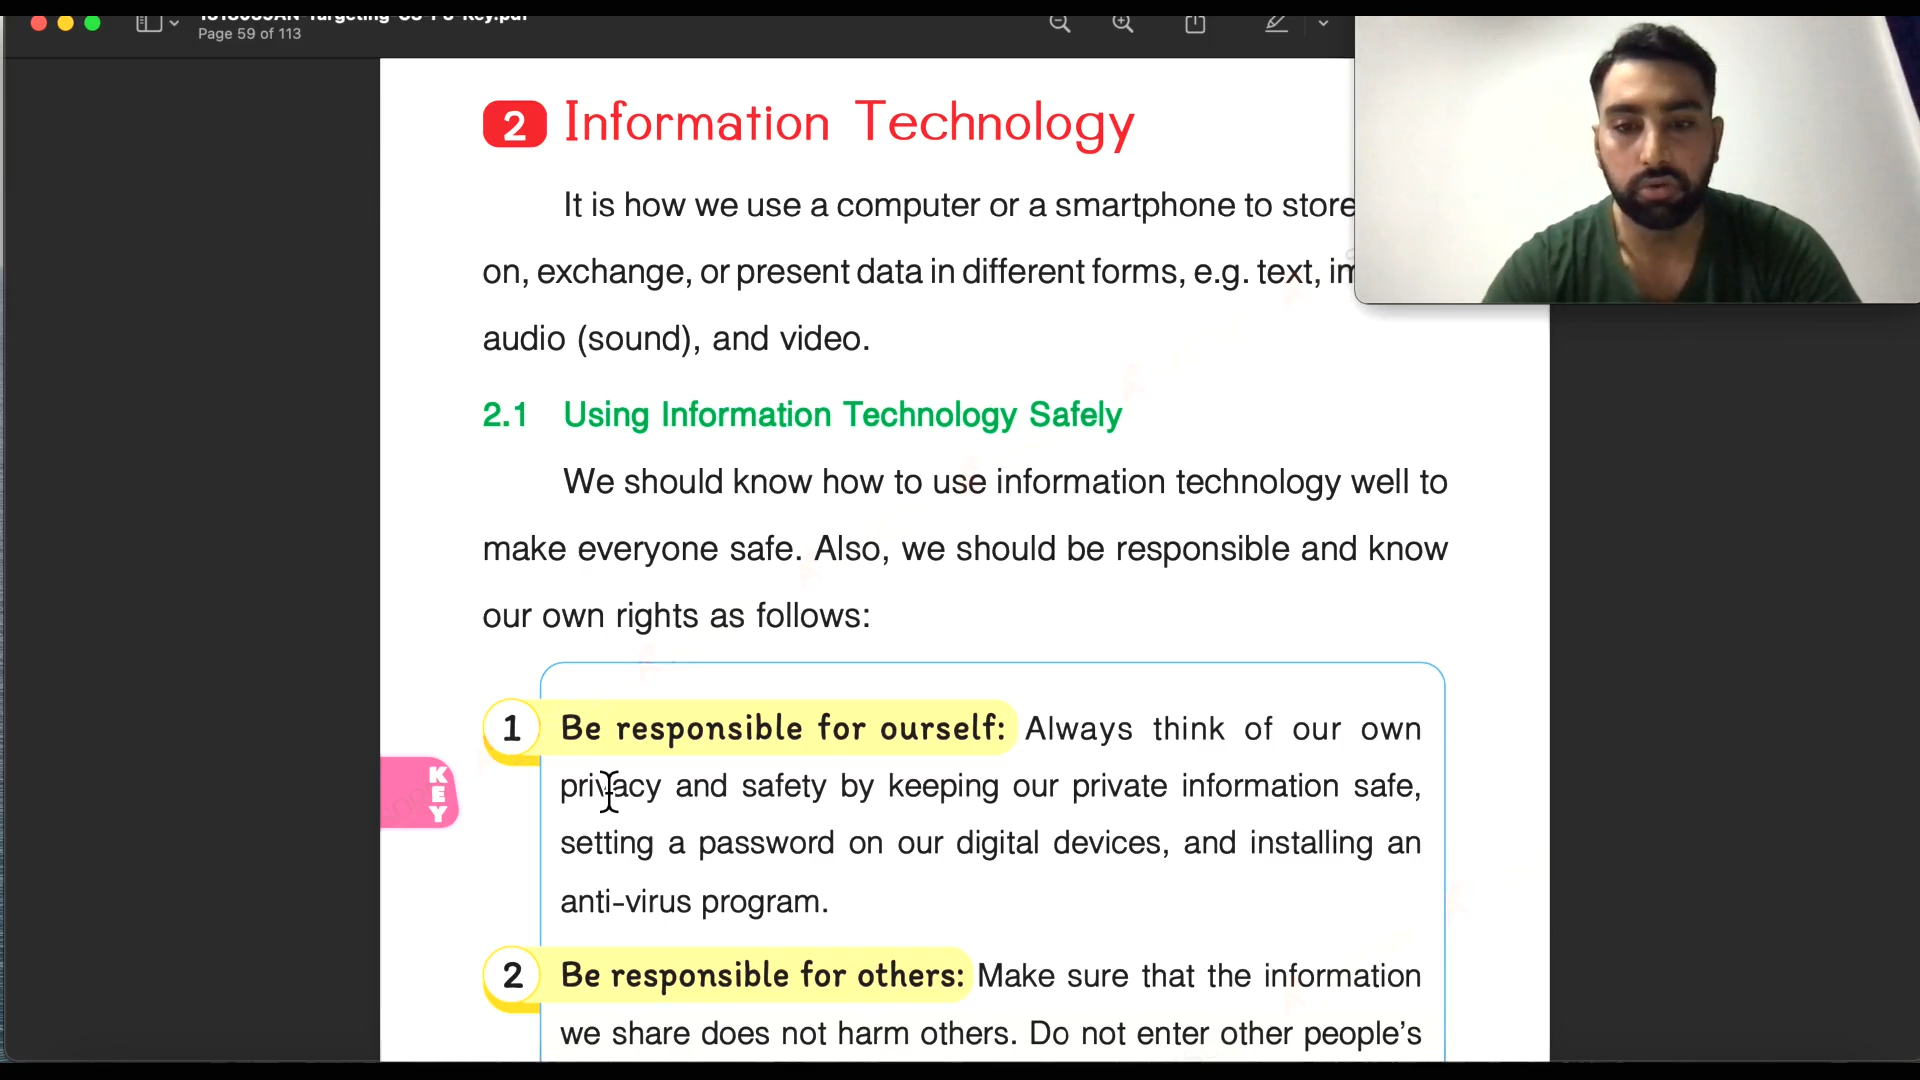 Page 59 of 113
2 Information Technology
It is how we use a computer or a smartphone to store
on, exchange, or present data in different forms, e.g. text,
audio (sound), and video.
2.1 Using Information Technology Safely
We should know how to use information technology well to
make everyone safe. Also, we should be responsible and know
our own rights as follows:
1 Be responsible for ourself: Always think of our own
privacy and safety by keeping our private information safe,
KEY
setting a password on our digital devices, and installing an
anti-virus program.
2 Be responsible for others: Make sure that the information
we share does not harm others. Do not enter other people's